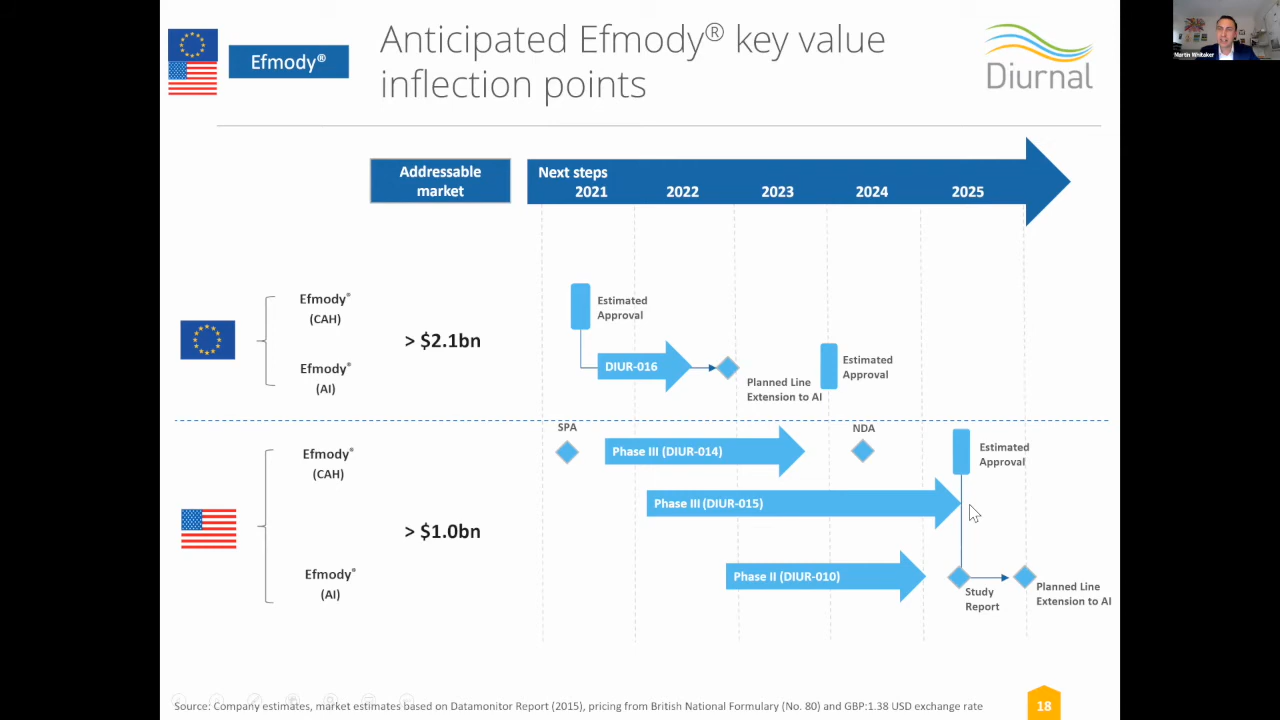 Efmody®
Anticipated Efmody® key value
inflection points
Diurnal
Martin Whitaker
Addressable
market
Next steps
2021 2022 2023 2024 2025
Efmody®
(CAH)
Efmody®
(AI)
> $2.1bn
Estimated
Approval
DIUR-016
Planned Line
Extension to AI
Estimated
Approval
Efmody®
(CAH)
Efmody®
(AI)
> $1.0bn
SPA
Phase III (DIUR-014)
NDA
Estimated
Approval
Phase III (DIUR-015)
Phase II (DIUR-010)
Study
Report
Planned Line
Extension to AI
Source: Company estimates, market estimates based on Datamonitor Report (2015), pricing from British National Formulary (No. 80) and GBP:1.38 USD exchange rate
18